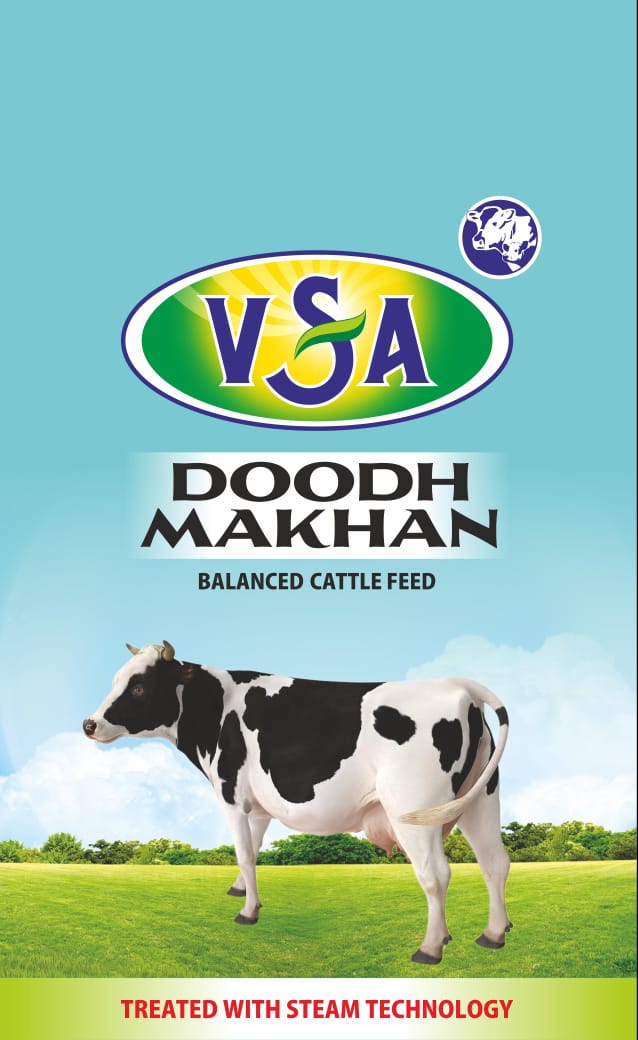 VSA
DOODH
MAKHAN
BALANCED CATTLE FEED
TREATED WITH STEAM TECHNOLOGY